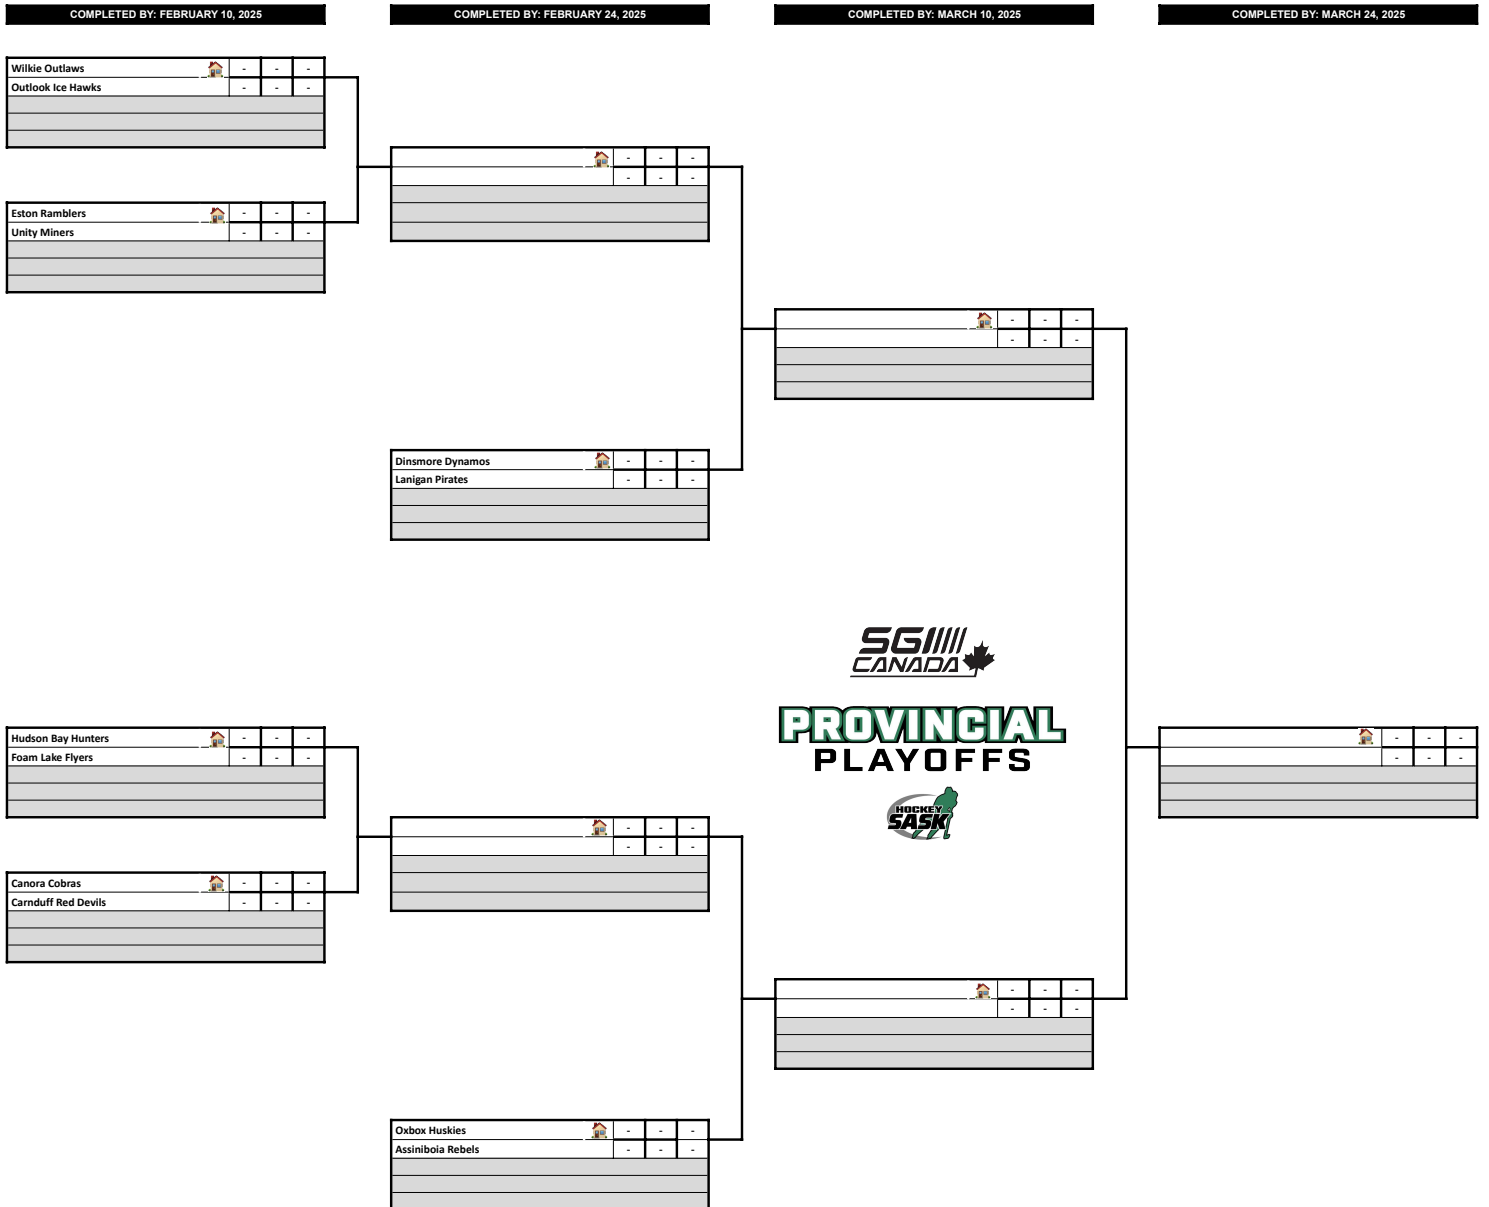 COMPLETED BY: FEBRUARY 10, 2025
COMPLETED BY: FEBRUARY 24, 2025
COMPLETED BY: MARCH 10, 2025
COMPLETED BY: MARCH 24, 2025
Wilkie Outlaws - - -
Outlook Ice Hawks - - -
- - -
- - -
Eston Ramblers - - -
Unity Miners - - -
- - -
- - -
Dinsmore Dynamos - - -
Lanigan Pirates - - -
SGI
CANADA
PROVINCIAL
PLAYOFFS
HOCKEY
SASK
Hudson Bay Hunters - - -
Foam Lake Flyers - - -
- - -
- - -
- - -
- - -
Canora Cobras - - -
Carnduff Red Devils - - -
- - -
- - -
Oxbox Huskies - - -
Assiniboia Rebels - - -